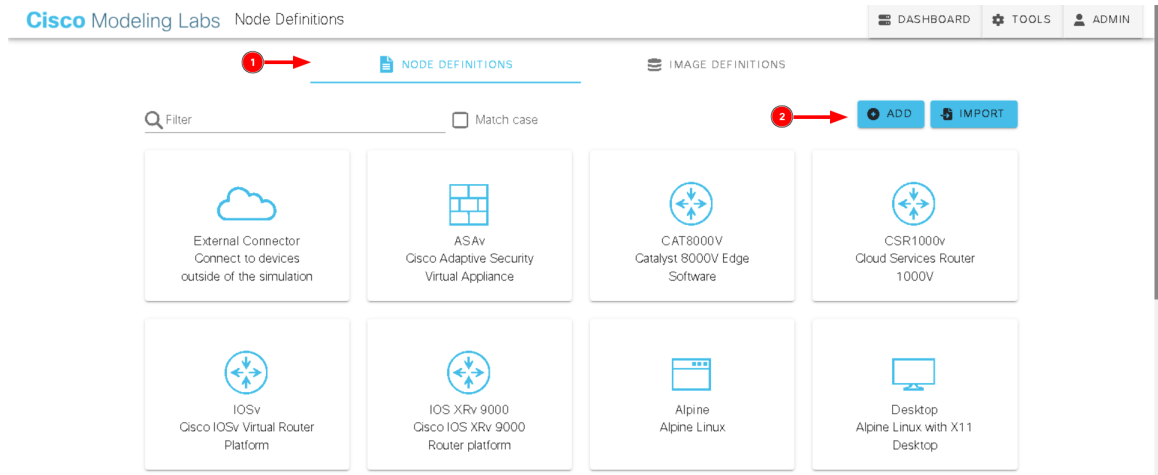 Cisco Modeling Labs Node Definitions
DASHBOARD
TOOLS
ADMIN
1
NODE DEFINITIONS
IMAGE DEFINITIONS
Filter
Match case
2
ADD
IMPORT
External Connector
Connect to devices
outside of the simulation
ASAv
Cisco Adaptive Security
Virtual Appliance
CAT8000V
Catalyst 8000V Edge
Software
CSR1000v
Cloud Services Router
1000V
IOSv
Cisco IOSv Virtual Router
Platform
IOS XRv 9000
Cisco IOS XRv 9000
Router platform
Alpine
Alpine Linux
Desktop
Alpine Linux with X11
Desktop